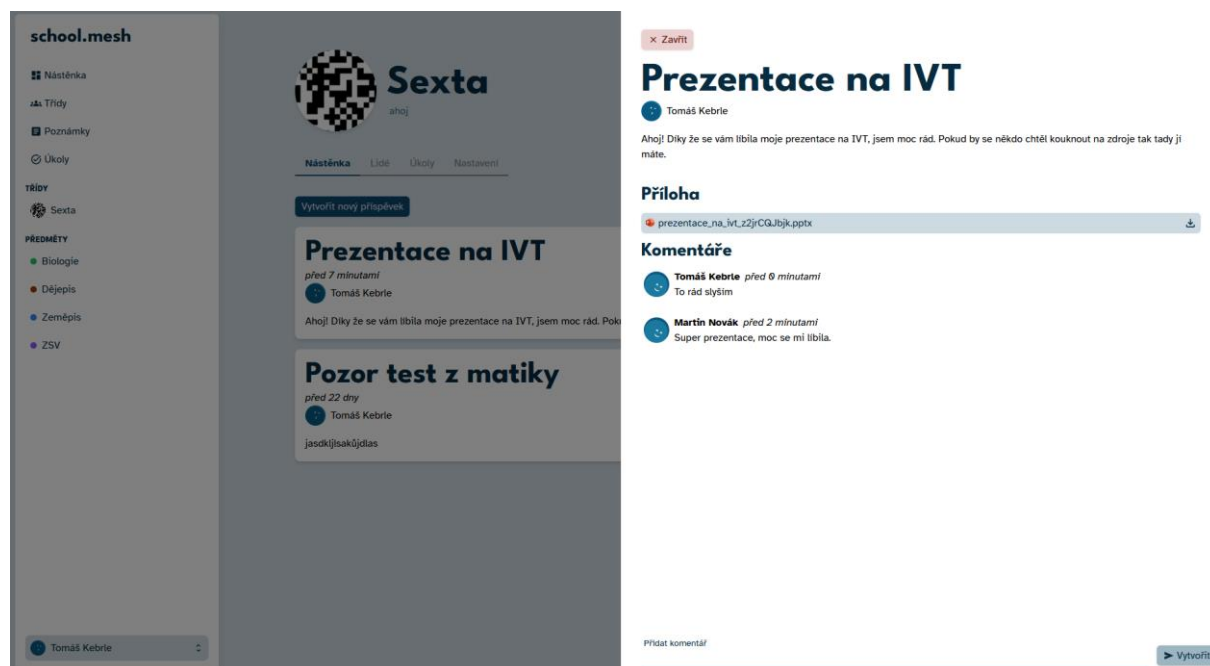 school.mesh
Nástěnka
Třídy
Poznámky
Úkoly
TŘÍDY
Sexta
PŘEDMĚTY
Biologie
Dějepis
Zeměpis
ZSV
Tomáš Kebrle
Sexta
ahoj
Nástěnka Lidé Úkoly Nastavení
Vytvořit nový příspěvek
Prezentace na IVT
před 7 minutami
Tomáš Kebrle
Ahoj! Díky že se vám líbila moje prezentace na IVT, jsem moc rád. Poku
Pozor test z matiky
před 22 dny
Tomáš Kebrle
jasdkljlsakůjdlas
× Zavřít
Prezentace na IVT
Tomáš Kebrle
Ahoj! Díky že se vám líbila moje prezentace na IVT, jsem moc rád. Pokud by se někdo chtěl kouknout na zdroje tak tady jí
máte.
Příloha
prezentace_na_ivt_z2jrCQJbjk.pptx
Komentáře
Tomáš Kebrle před 0 minutami
To rád slyším
Martin Novák před 2 minutami
Super prezentace, moc se mi líbila.
Přidat komentář
Vytvořit